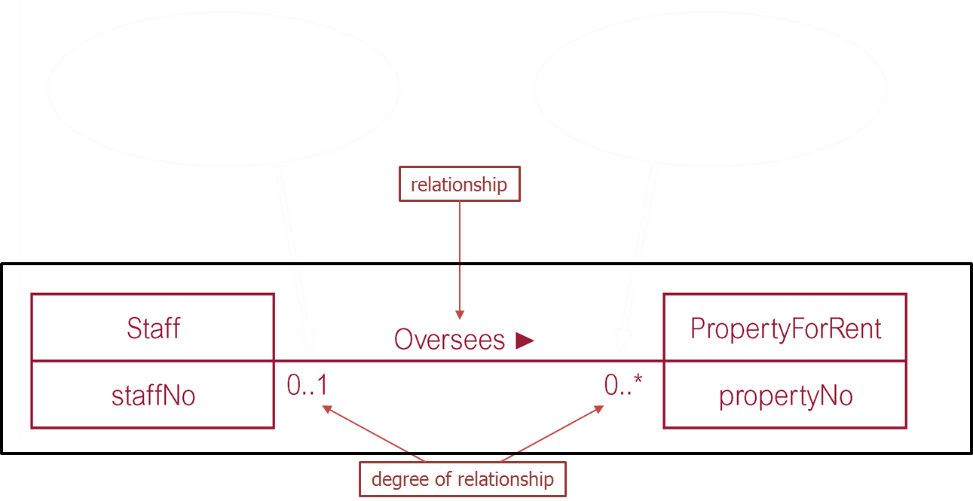 relationship
Staff
Oversees ►
PropertyForRent
staffNo
0..1
0..*
propertyNo
degree of relationship